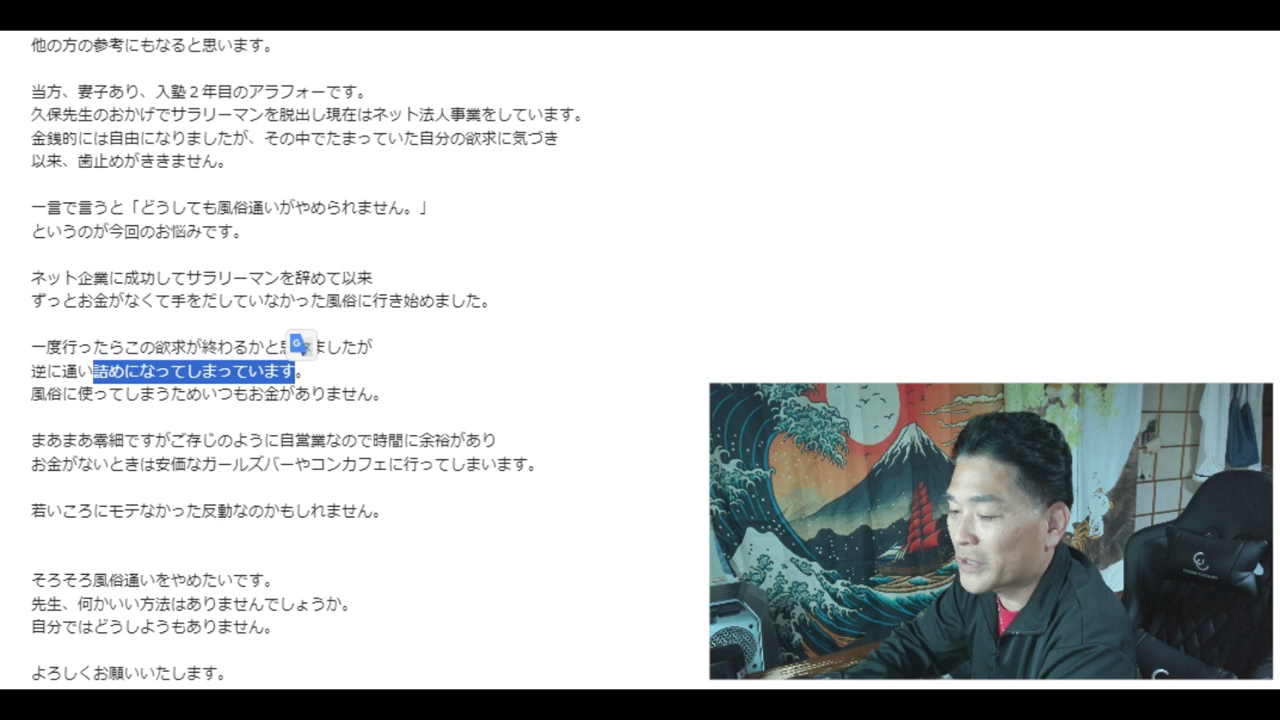 他の方の参考にもなると思います。
当方、妻子あり、入塾２年目のアラフォーです。
久保先生のおかげでサラリーマンを脱出し現在はネット法人事業をしています。
金銭的には自由になりましたが、その中でたまっていた自分の欲求に気づき
以来、歯止めがききません。
一言で言うと「どうしても風俗通いがやめられません。」
というのが今回のお悩みです。
ネット企業に成功してサラリーマンを辞めて以来
ずっとお金がなくて手をだしていなかった風俗に行き始めました。
一度行ったらこの欲求が終わるかと思ましたが
逆に通い詰めになってしまっています。
風俗に使ってしまうためいつもお金がありません。
まあまあ零細ですがご存じのように自営業なので時間に余裕があり
お金がないときは安価なガールズバーやコンカフェに行ってしまいます。
若いころにモテなかった反動なのかもしれません。
そろそろ風俗通いをやめたいです。
先生、何かいい方法はありませんでしょうか。
自分ではどうしようもありません。
よろしくお願いいたします。